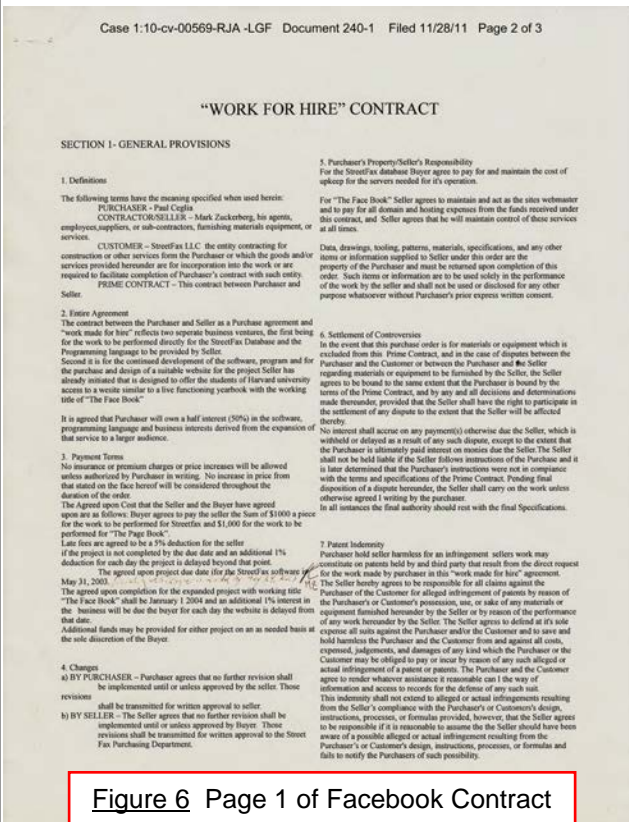 Case 1:10-cv-00569-RJA -LGF Document 240-1 Filed 11/28/11 Page 2 of 3
"WORK FOR HIRE" CONTRACT
SECTION 1- GENERAL PROVISIONS
1. Definitions
The following terms have the meaning specified when used herein:
PURCHASER - Paul Ceglia
CONTRACTOR/SELLER – Mark Zuckerberg, his agents,
employees,suppliers, or sub-contractors, furnishing materials equipment, or
services.
CUSTOMER – StreetFax LLC the entity contracting for
construction or other services form the Purchaser or which the goods and/or
services provided hereunder are for incorporation into the work or are
required to facilitate completion of Purchaser's contract with such entity.
PRIME CONTRACT – This contract between Purchaser and
Seller.
2. Entire Agreement
The contract between the Purchaser and Seller as a Purchase agreement and
"work made for hire" reflects two seperate business ventures, the first being
for the work to be performed directly for the StreetFax Database and the
Programming language to be provided by Seller.
Second it is for the continued development of the software, program and for
the purchase and design of a suitable website for the project Seller has
already initiated that is designed to offer the students of Harvard university
access to a wesite similar to a live functioning yearbook with the working
title of "The Face Book"
It is agreed that Purchaser will own a half interest (50%) in the software,
programming language and business interests derived from the expansion of
that service to a larger audience.
3. Payment Terms
No insurance or premium charges or price increases will be allowed
unless authorized by Purchaser in writing. No increase in price from
that stated on the face hereof will be considered throughout the
duration of the order.
The Agreed upon Cost that the Seller and the Buyer have agreed
upon are as follows: Buyer agrees to pay the seller the Sum of $1000 a piece
for the work to be performed for Streetfax and $1,000 for the work to be
performed for "The Page Book".
Late fees are agreed to be a 5% deduction for the seller
if the project is not completed by the due date and an additional 1%
deduction for each day the project is delayed beyond that point.
The agreed upon project due date (for the StreetFax software is
May 31, 2003.
The agreed upon completion for the expanded project with working title
"The Face Book" shall be Januuary 1 2004 and an additional 1% interest in
the business will be due the buyer for each day the website is delayed from
that date.
Additional funds may be provided for either project on an as needed basis at
the sole diiscretion of the Buyer.
4. Changes
a) BY PURCHASER – Purchaser agrees that no further revision shall
be implemented until or unless approved by the seller. Those
revisions
shall be transmitted for written approval to seller.
b) BY SELLER – The Seller agrees that no further revision shall be
implemented until or unless approved by Buyer. Those
revisions shall be transmitted for written approval to the Street
Fax Purchasing Department.
5. Purchaser's Property/Seller's Responsibility
For the StreetFax database Buyer agree to pay for and maintain the cost of
upkeep for the servers needed for it's operation.
For "The Face Book" Seller agrees to maintain and act as the sites webmaster
and to pay for all domain and hosting expenses from the funds received under
this contract, and Seller agrees that he will maintain control of these services
at all times.
Data, drawings, tooling, patterns, materials, specifications, and any other
items or information supplied to Seller under this order are the
property of the Purchaser and must be returned upon completion of this
order. Such items or information are to be used solely in the performance
of the work by the seller and shall not be used or disclosed for any other
purpose whatsoever without Purchaser's prior express written consent.
6. Settlement of Controversies
In the event that this purchase order is for materials or equipment which is
excluded from this Prime Contract, and in the case of disputes between the
Purchaser and the Customer or between the Purchaser and the Seller
regarding materials or equipment to be furnished by the Seller, the Seller
agrees to be bound to the same extent that the Purchaser is bound by the
terms of the Prime Contract, and by any and all decisions and determinations
made thereunder, provided that the Seller shall have the right to participate in
the settlement of any dispute to the extent that the Seller will be affected
thereby.
No interest shall accrue on any payment(s) otherwise due the Seller, which is
withheld or delayed as a result of any such dispute, except to the extent that
the Purchaser is ultimately paid interest on monies due the Seller.The Seller
shall not be held liable if the Seller follows instructions of the Purchase and it
is later determined that the Purchaser's instructions were not in compiance
with the terms and specifications of the Prime Contract. Pending final
disposition of a dispute hereunder, the Seller shall carry on the work unless
otherwise agreed I writing by the purchaser.
In all isntances the final authority should rest with the final Specifications.
7. Patent Indemnity
Purchaser hold seller harmless for an infringement sellers work may
constitute on patents held by and third party that result from the direct request
for the work made by purchaser in this "work made for hire" agreement.
The Seller hereby agrees to be responsible for all claims against the
Purchaser of the Customer for alleged infringement of patents by reason of
the Purchaser's or Customer's possession, use, or sake of any materials or
equipment furnished hereunder by the Seller or by reason of the performance
of any work hereunder by the Seller. The Seller agrees to defend at it's sole
expense all suits against the Purchaser and/or the Customer and to save and
hold harmless the Purchaser and the Customer from and against all costs,
expensed, judgements, and damages of any kind which the Purchaser or the
Customer may be obliged to pay or incur by reason of any such alleged or
actual infringement of a patent or patents. The Purchaser and the Customer
agree to render whatever assistance it reasonable can I the way of
information and access to records for the defense of any such suit.
This indemnity shall not extend to alleged or actual infringements resulting
from the Seller's compliance with the Purchaser's or Customers's design,
instructions, processes, or formulas provided, however, that the Seller agrees
to be responsible if it is reasonable to assume the the Seller should have been
aware of a possible alleged or actual infringement resulting from the
Purchaser's or Customer's design, instructions, processes, or formulas and
fails to notify the Purchasers of such possibility.
Figure 6 Page 1 of Facebook Contract